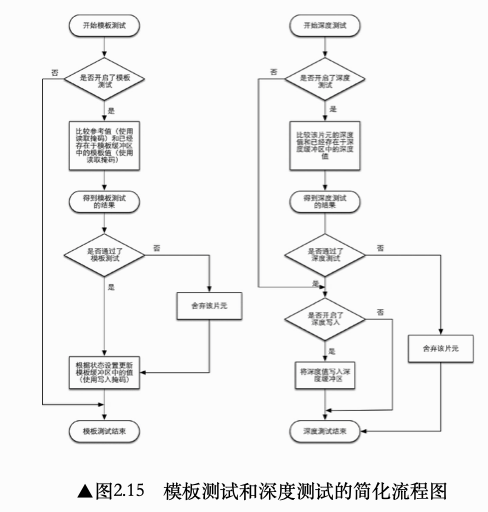 开始模板测试
否
是否开启了模板
测试
是
比较参考值（使用
读取掩码）和已经
存在于模板缓冲区
中的模板值（使用
读取掩码）
得到模板测试
的结果
是否通过了
模板测试
否
是
舍弃该片元
根据状态设置更新
模板缓冲区中的值
（使用写入掩码）
模板测试结束
开始深度测试
否
是否开启了深度
测试
是
比较该片元的深度
值和已经存在于深
度缓冲区中的深度
值
得到深度测试
的结果
是否通过了
深度测试
否
是
是否开启了
深度写入
否
是
舍弃该片元
将深度值写入深
度缓冲区
深度测试结束
▲图2.15 模板测试和深度测试的简化流程图